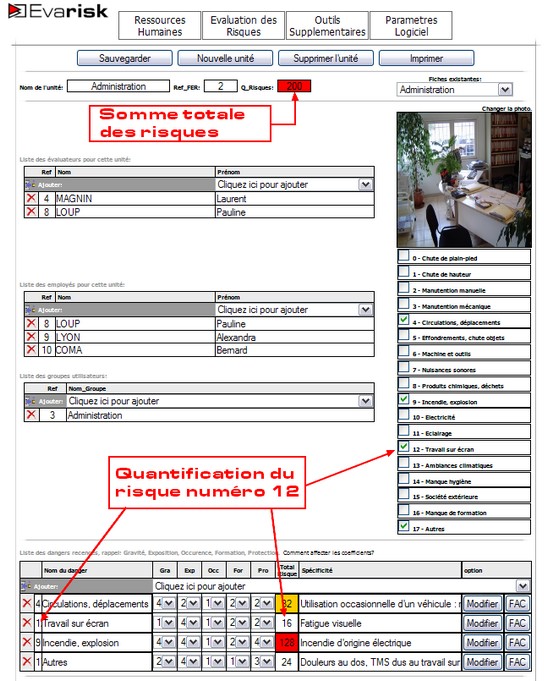 Evarisk
Ressources Humaines
Evaluation des Risques
Outils Supplementaires
Parametres Logiciel
Sauvegarder
Nouvelle unité
Supprimer l'unité
Imprimer
Nom de l'unité: Administration Ref_FER: 2 Q_Risques: 200
Fiches existantes:
Administration
Somme totale
des risques
Changer la photo.
Liste des évaluateurs pour cette unité:
Ref Nom Prénom
Ajouter: Cliquez ici pour ajouter
4 MAGNIN Laurent
8 LOUP Pauline
Liste des employés pour cette unité:
Ref Nom Prénom
Ajouter: Cliquez ici pour ajouter
8 LOUP Pauline
9 LYON Alexandra
10 COMA Bernard
Liste des groupes utilisateurs:
Ref Nom_Groupe
Ajouter: Cliquez ici pour ajouter
3 Administration
0 - Chute de plain-pied
1 - Chute de hauteur
2 - Manutention manuelle
3 - Manutention mécanique
4 - Circulations, déplacements
5 - Effondrements, chute objets
6 - Machine et outils
7 - Nuisances sonores
8 - Produits chimiques, déchets
9 - Incendie, explosion
10 - Electricité
11 - Eclairage
12 - Travail sur écran
13 - Ambiances climatiques
14 - Manque hygiène
15 - Société extérieure
16 - Manque de formation
17 - Autres
Quantification du
risque numéro 12
Liste des dangers recencés, rappel: Gravité, Exposition, Occurence, Formation, Protection. Comment affecter les coefficients?
Nom du danger Gra Exp Occ For Pro Total risque Spécificité option
Ajouter: Cliquez ici pour ajouter
4 Circulations, déplacements 4 2 1 2 2 32 Utilisation occasionnelle d'un véhicule : r Modifier FAC
1 Travail sur écran 1 4 1 2 2 16 Fatigue visuelle Modifier FAC
9 Incendie, explosion 4 4 1 2 4 128 Incendie d'origine électrique Modifier FAC
1 Autres 2 4 1 1 3 24 Douleurs au dos, TMS dus au travail sur Modifier FAC